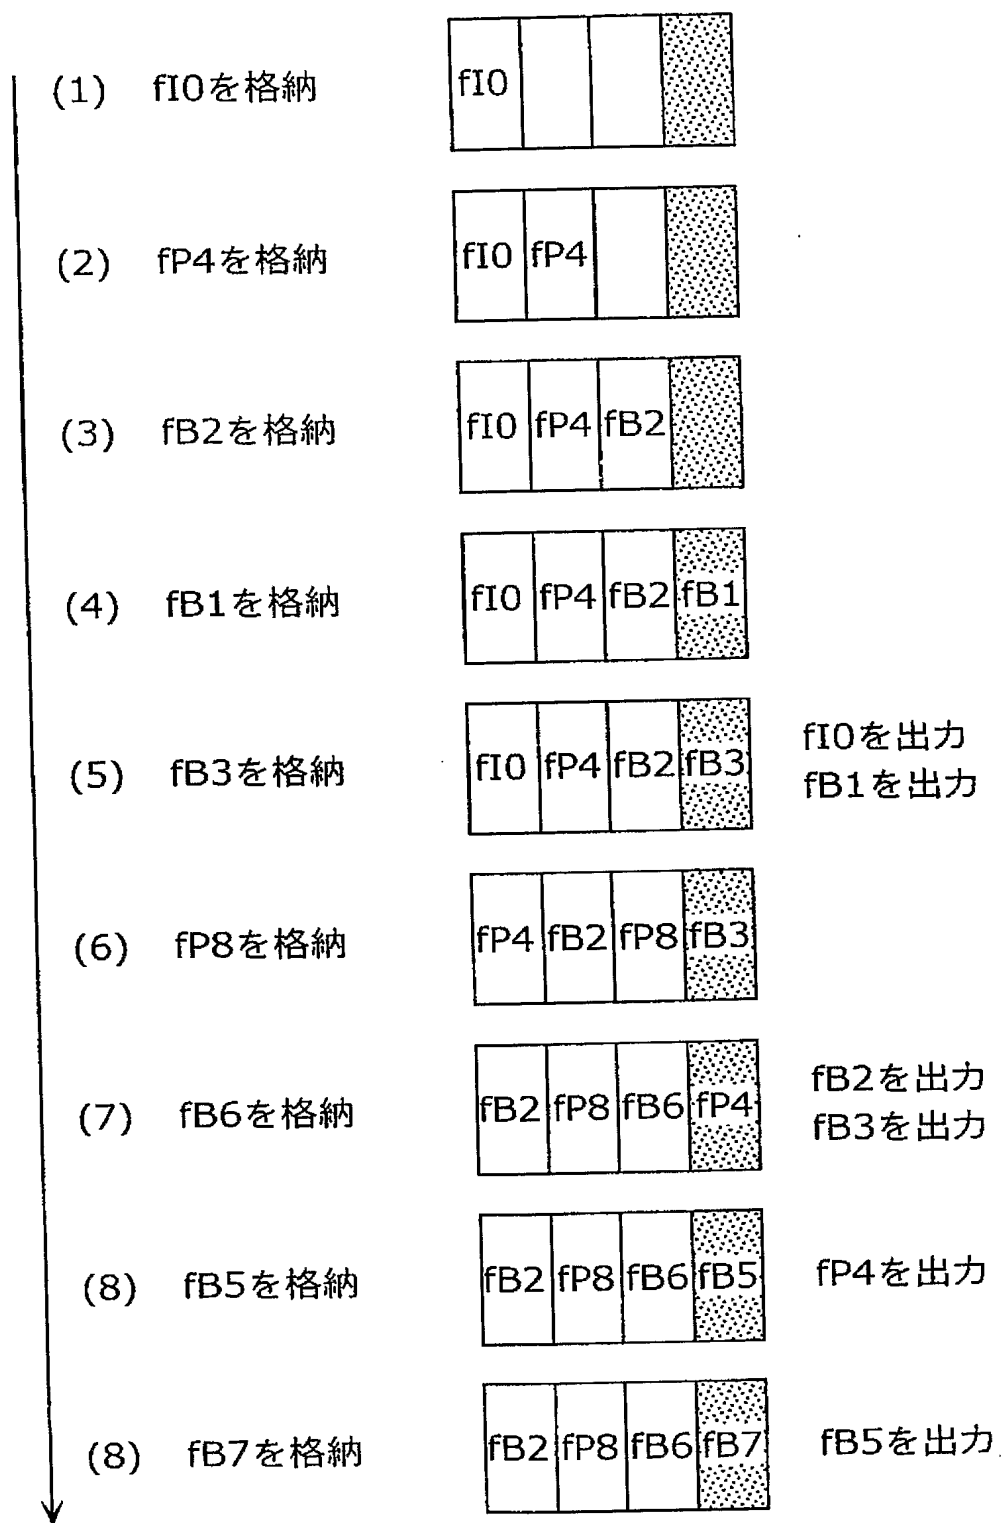 (1) fI0を格納 fI0
(2) fP4を格納 fI0 fP4
(3) fB2を格納 fI0 fP4 fB2
(4) fB1を格納 fI0 fP4 fB2 fB1
(5) fB3を格納 fI0 fP4 fB2 fB3 fI0を出力
fB1を出力
(6) fP8を格納 fP4 fB2 fP8 fB3
(7) fB6を格納 fB2 fP8 fB6 fP4 fB2を出力
fB3を出力
(8) fB5を格納 fB2 fP8 fB6 fB5 fP4を出力
(8) fB7を格納 fB2 fP8 fB6 fB7 fB5を出力